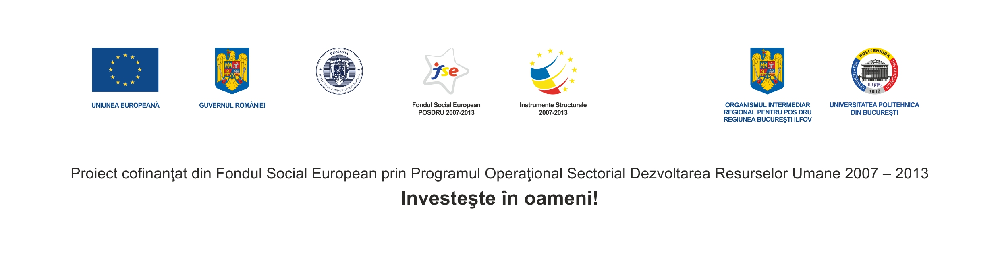 ROMÂNIA
MINISTERUL FONDURILOR EUROPENE
fse
UNIVERSITATEA POLITEHNICA DIN BUCUREŞTI
UPB
1818
UNIUNEA EUROPEANĂ
GUVERNUL ROMÂNIEI
Fondul Social European
POSDRU 2007-2013
Instrumente Structurale
2007-2013
ORGANISMUL INTERMEDIAR
REGIONAL PENTRU POS DRU
REGIUNEA BUCUREŞTI ILFOV
UNIVERSITATEA POLITEHNICA
DIN BUCUREŞTI
Proiect cofinanţat din Fondul Social European prin Programul Operaţional Sectorial Dezvoltarea Resurselor Umane 2007 – 2013
Investeşte în oameni!